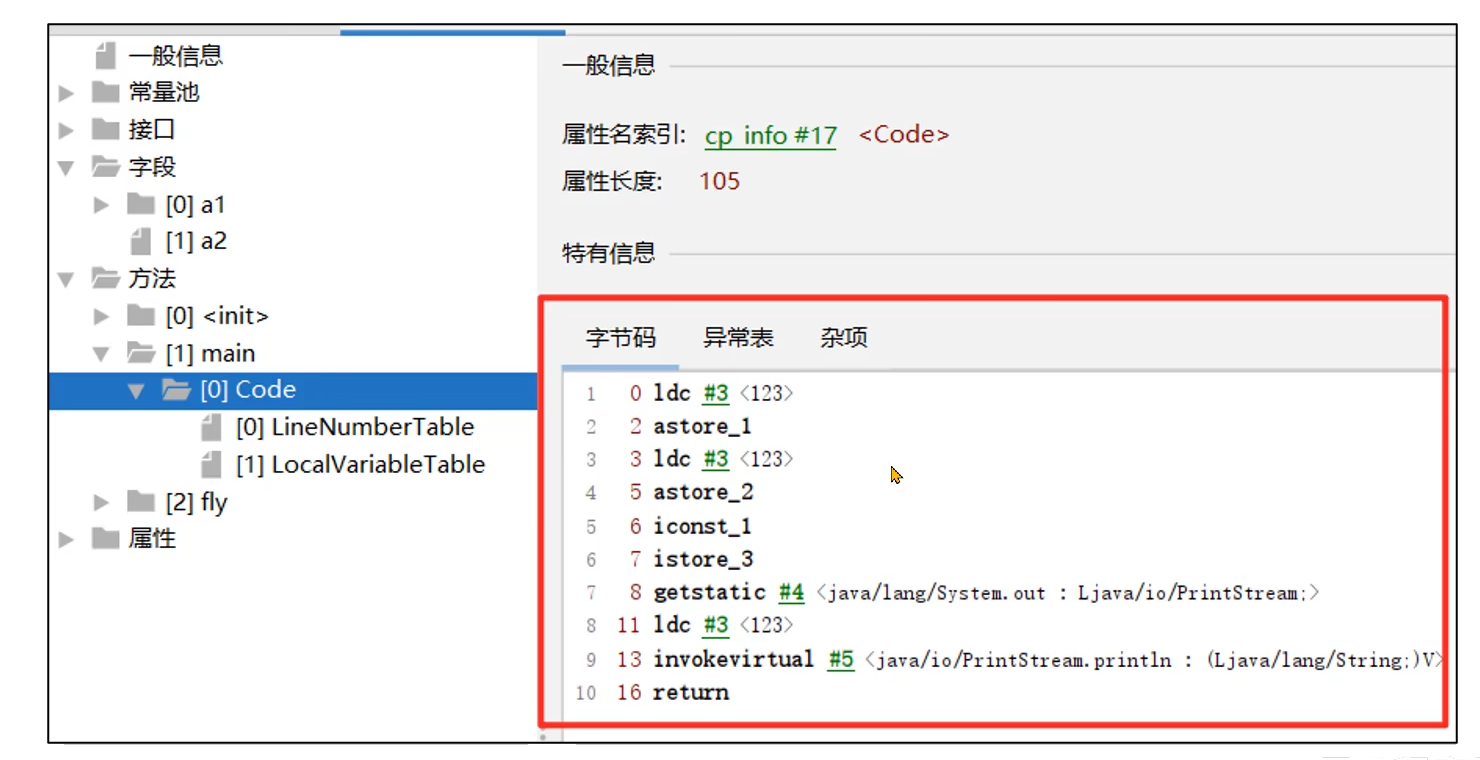 一般信息
常量池
接口
字段
[0] a1
[1] a2
方法
[0] <init>
[1] main
[0] Code
[0] LineNumberTable
[1] LocalVariableTable
[2] fly
属性
一般信息
属性名索引: cp_info #17 <Code>
属性长度: 105
特有信息
字节码 异常表 杂项
1 0 ldc #3 <123>
2 2 astore_1
3 3 ldc #3 <123>
4 5 astore_2
5 6 iconst_1
6 7 istore_3
7 8 getstatic #4 <java/lang/System.out : Ljava/io/PrintStream;>
8 11 ldc #3 <123>
9 13 invokevirtual #5 <java/io/PrintStream.println : (Ljava/lang/String;)V>
10 16 return